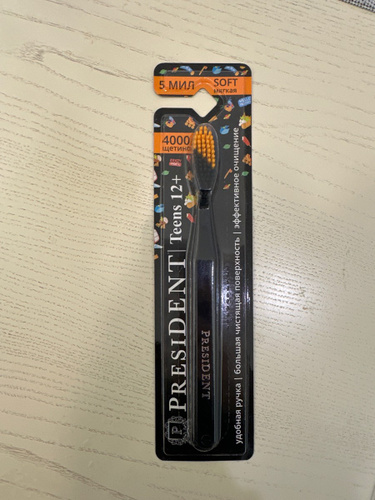 5 МИЛ
SOFT
мягкая
4000
щетинок
PRESIDENT
Teens 12+
удобная ручка | большая чистящая поверхность | эффективное очищение
PRESIDENT